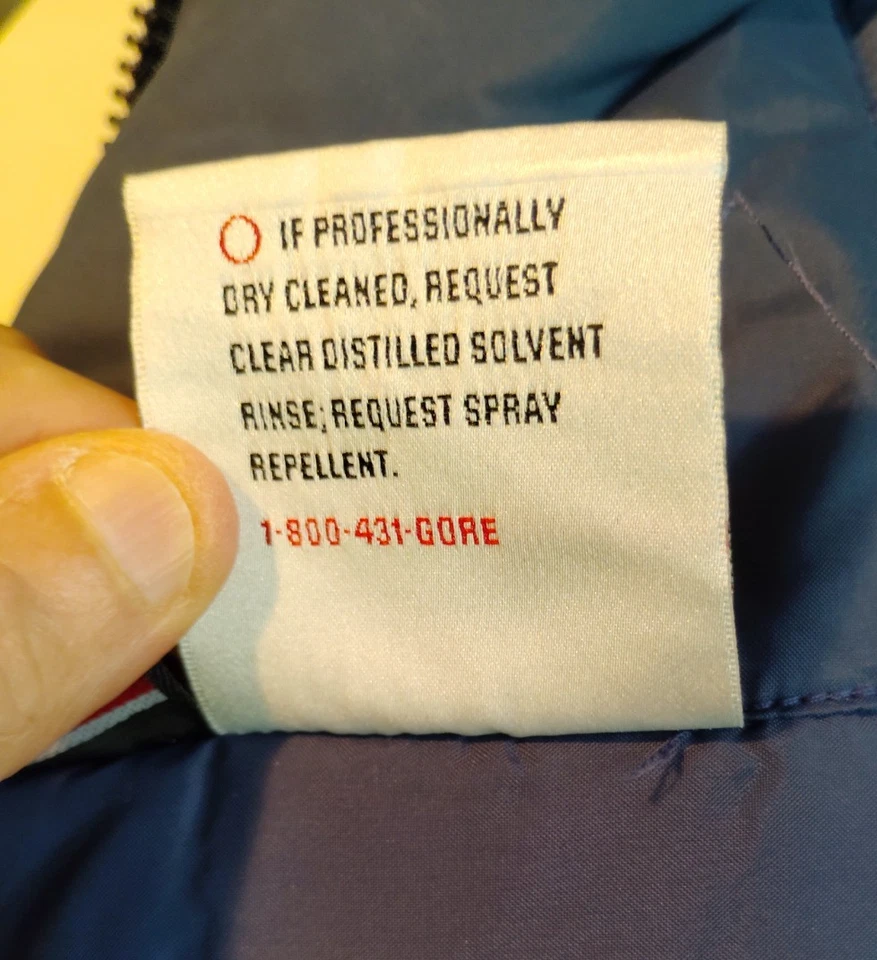 IF PROFESSIONALLY
DRY CLEANED, REQUEST
CLEAR DISTILLED SOLVENT
RINSE; REQUEST SPRAY
REPELLENT.
1-800-431-GORE